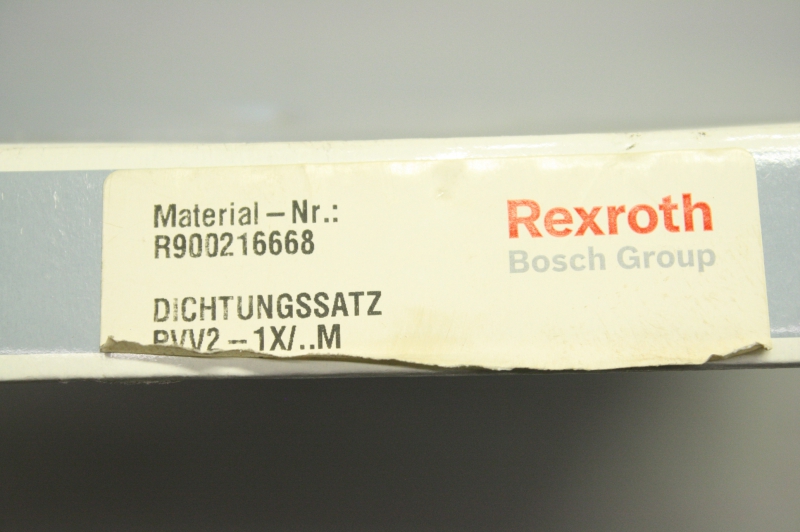 Material – Nr.:
R900216668
DICHTUNGSSATZ
PVV2 – 1X/..M
Rexroth
Bosch Group